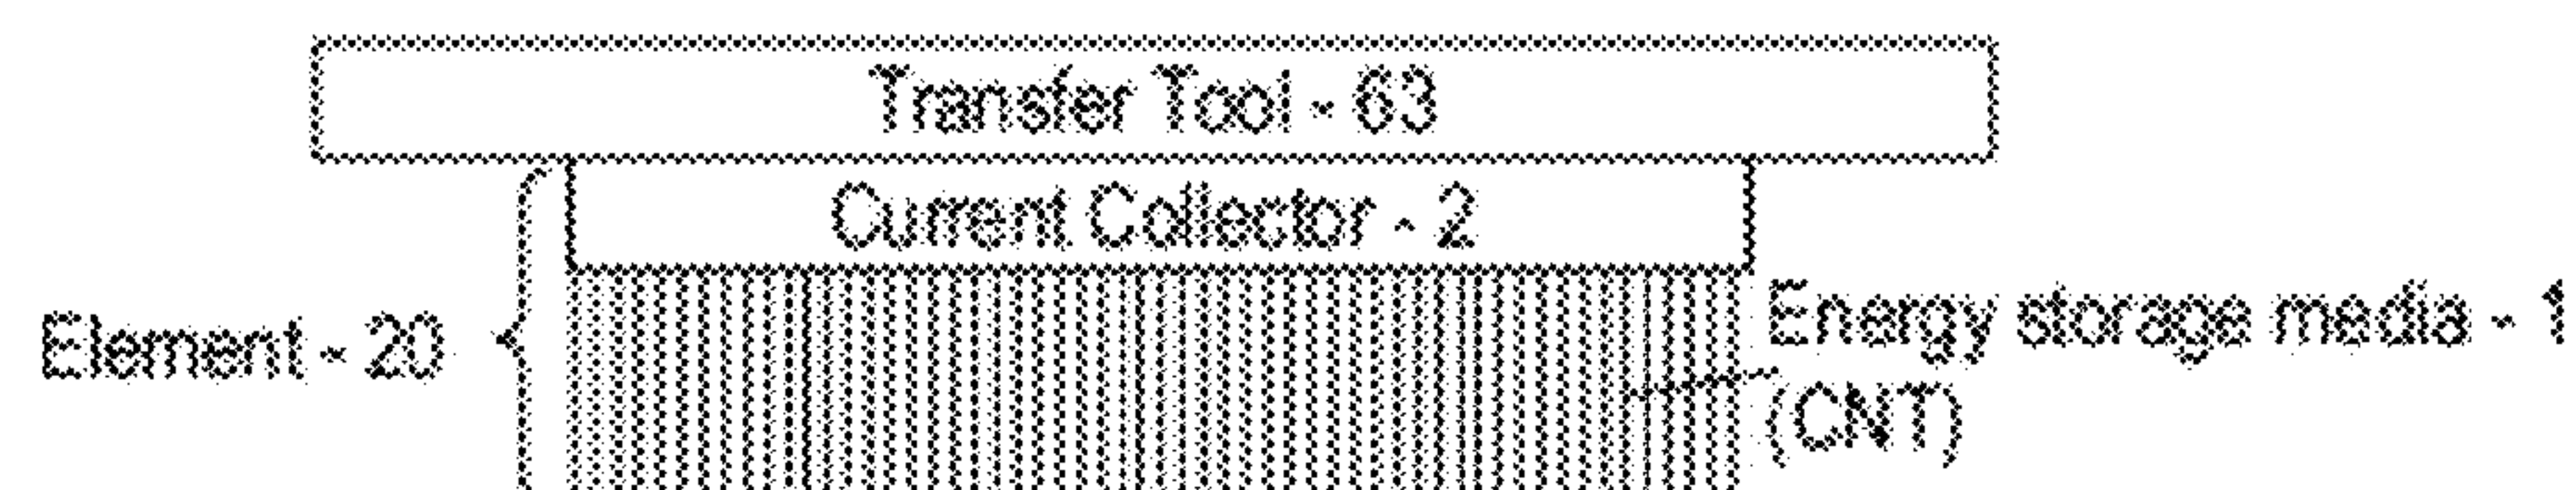 Transfer Tool - 63
Current Collector - 2
Element - 20
Energy storage media - 1
(CNT)